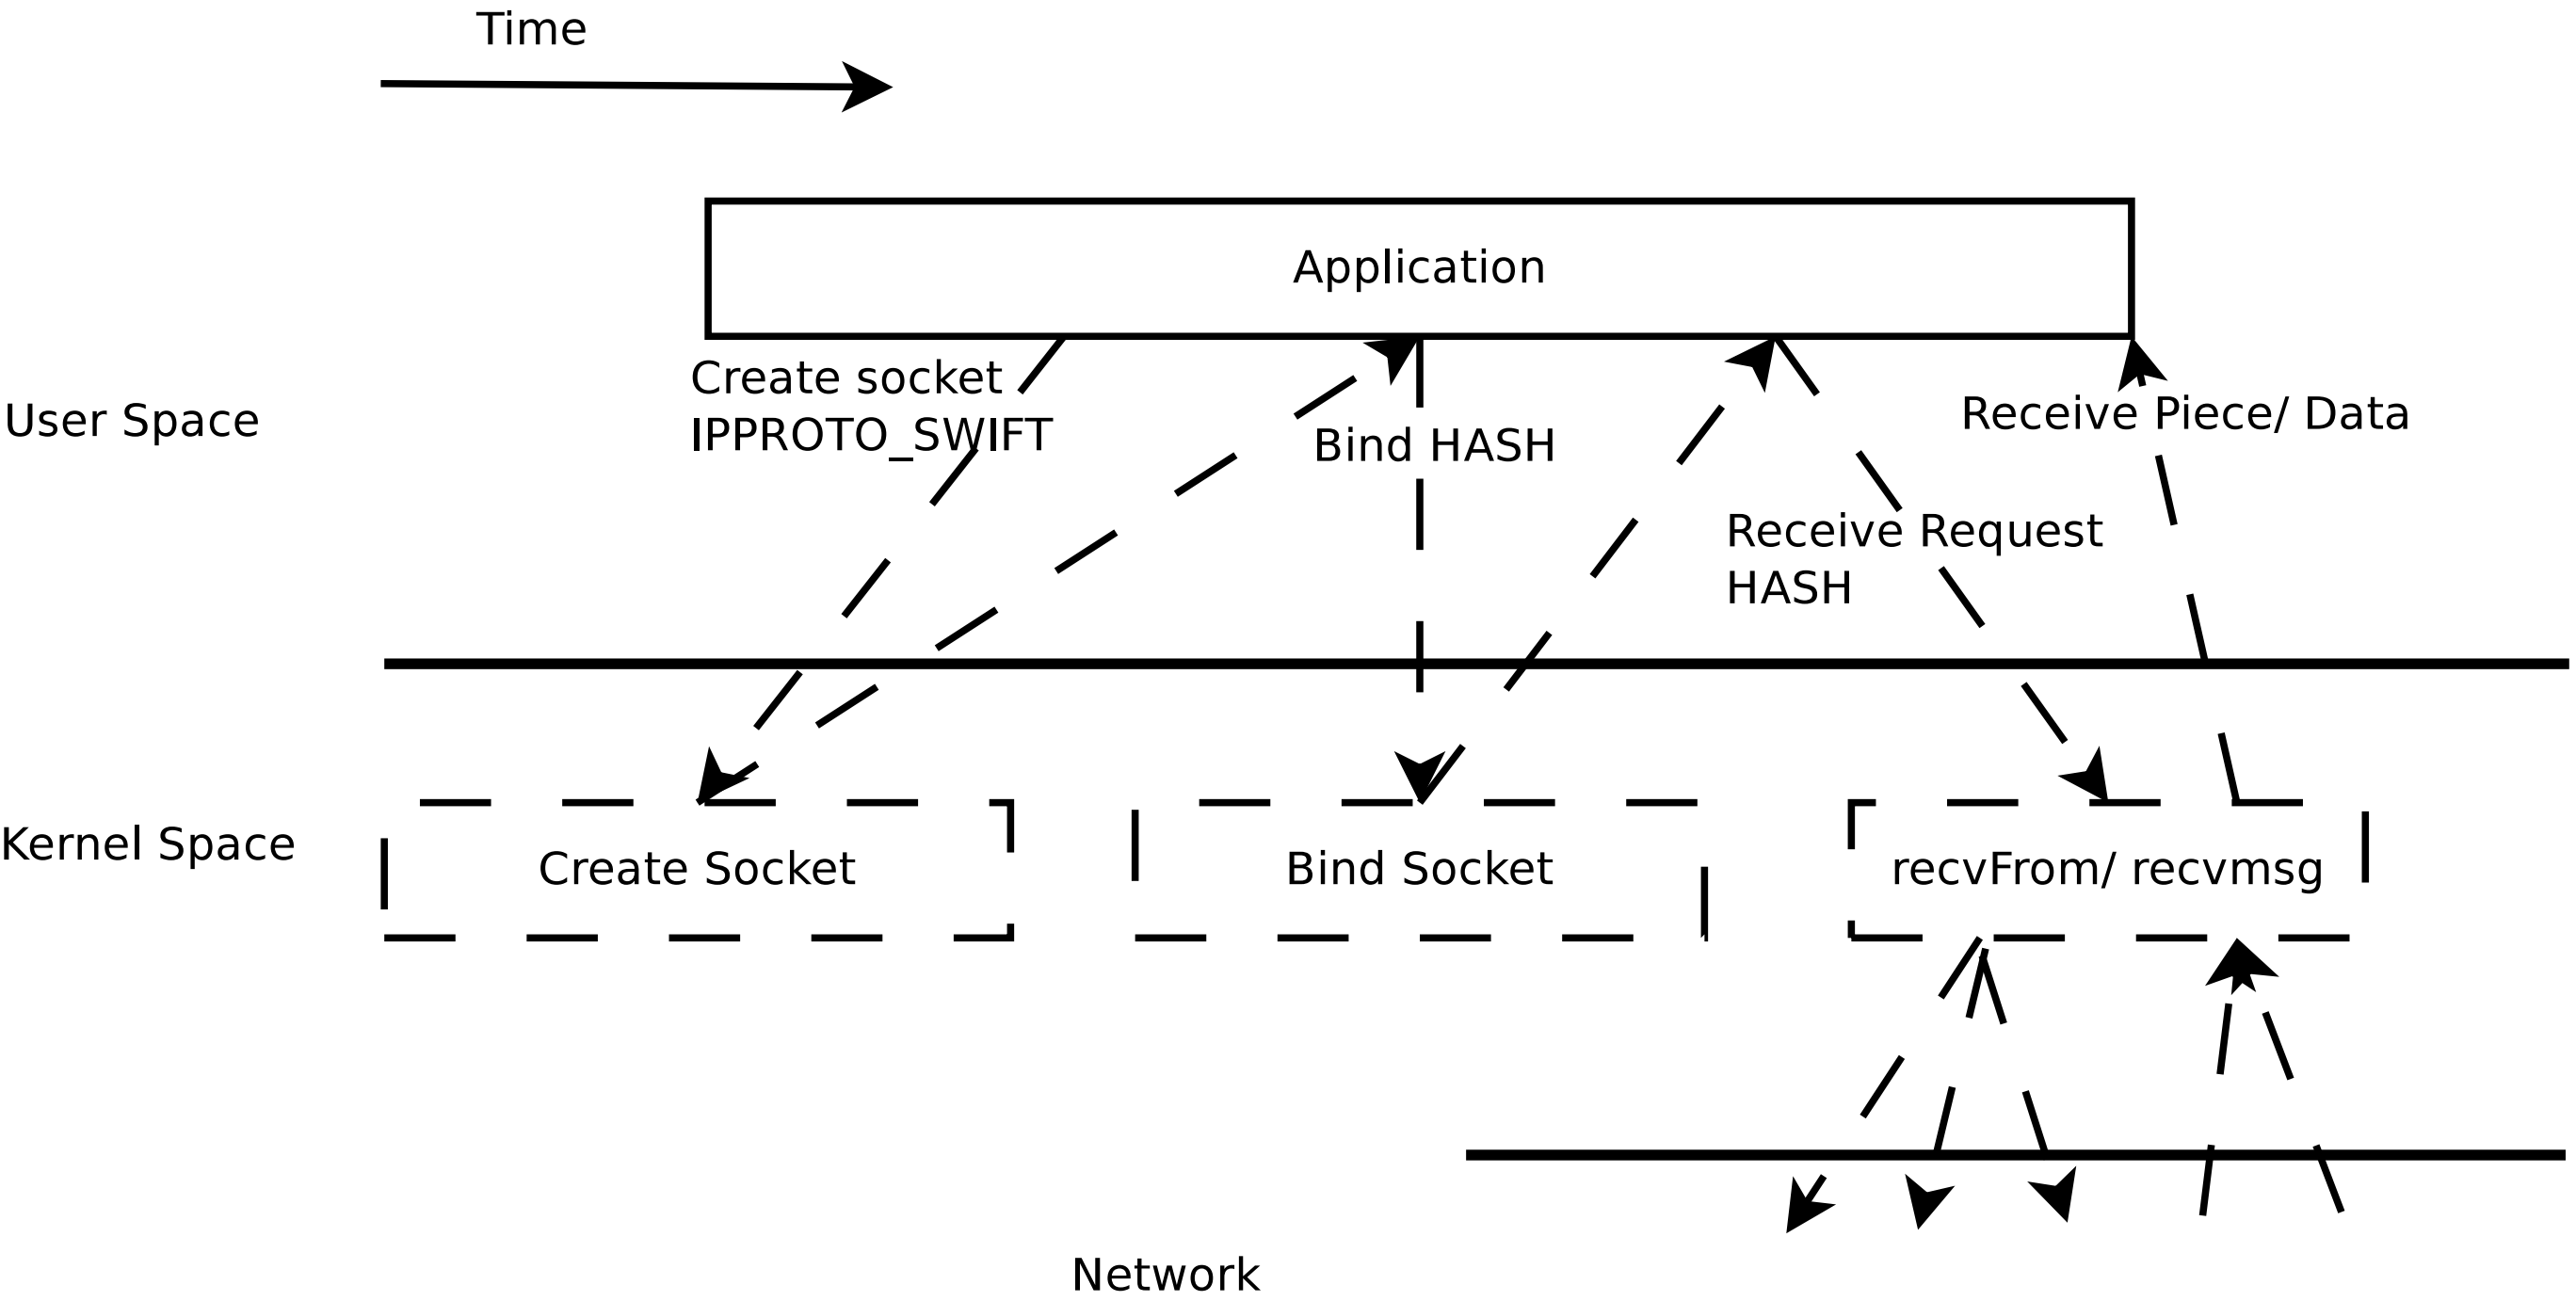 Time
Application
Create socket
IPPROTO_SWIFT
User Space
Bind HASH
Receive Piece/ Data
Receive Request
HASH
Kernel Space
Create Socket
Bind Socket
recvFrom/ recvmsg
Network